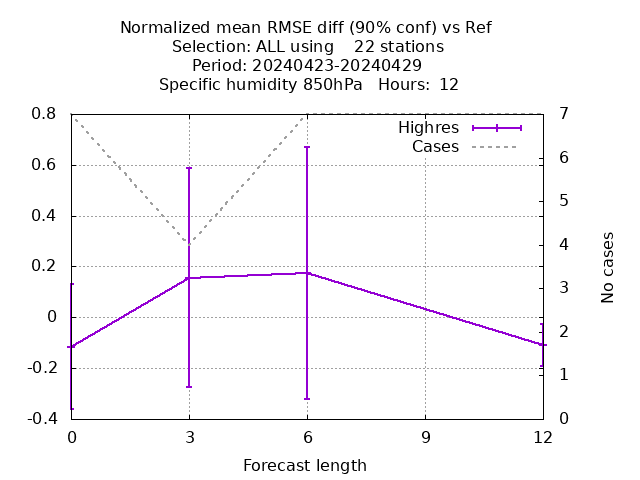 Normalized mean RMSE diff (90% conf) vs Ref
Selection: ALL using    22 stations
Period: 20240423-20240429
Specific humidity 850hPa   Hours:  12
Highres
Cases
0.8
0.6
0.4
0.2
0
-0.2
-0.4
7
6
5
4
3
2
1
0
No cases
0
3
6
9
12
Forecast length